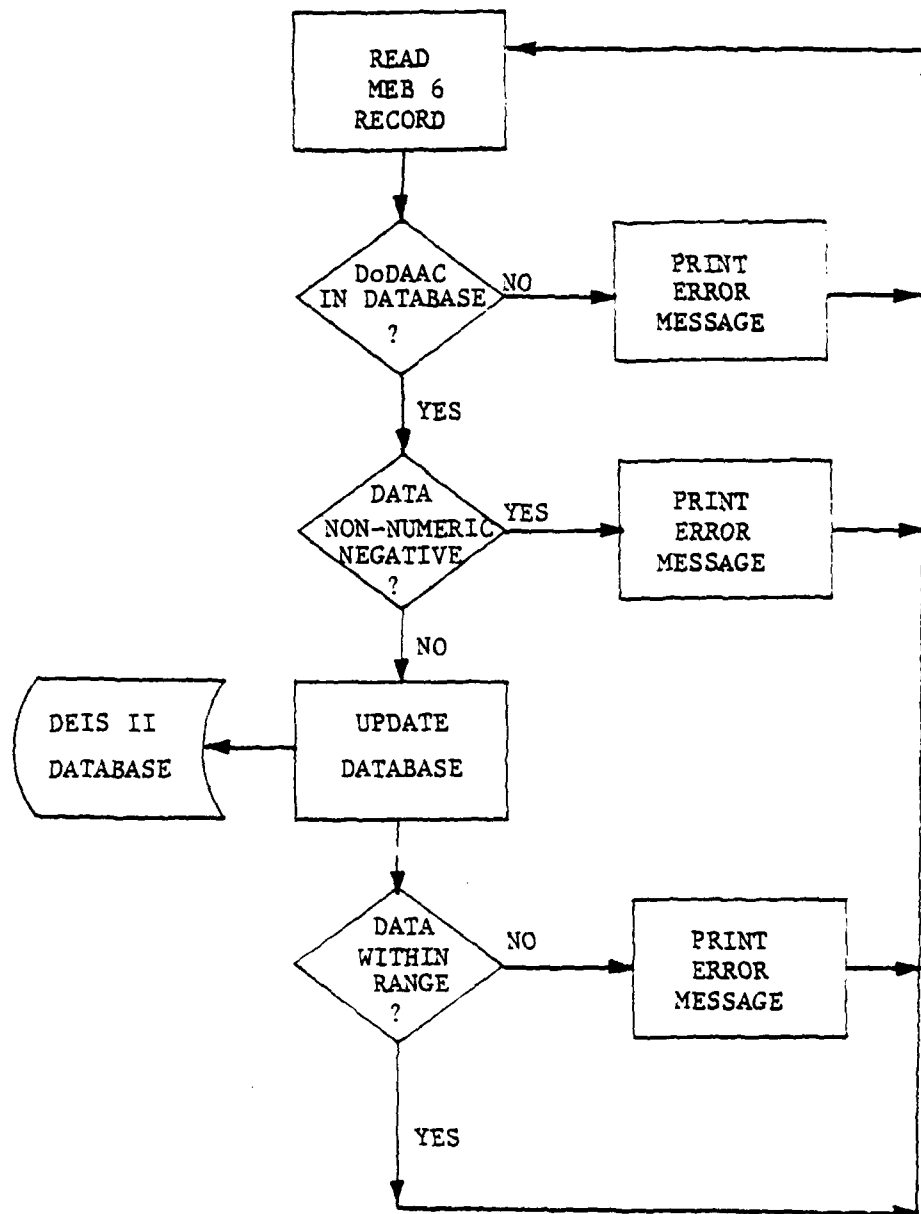 READ
MEB 6
RECORD
DoDAAC
IN DATABASE
?
NO
PRINT
ERROR
MESSAGE
YES
DATA
NON-NUMERIC
NEGATIVE
?
YES
PRINT
ERROR
MESSAGE
NO
DEIS II
DATABASE
UPDATE
DATABASE
DATA
WITHIN
RANGE
?
NO
PRINT
ERROR
MESSAGE
YES